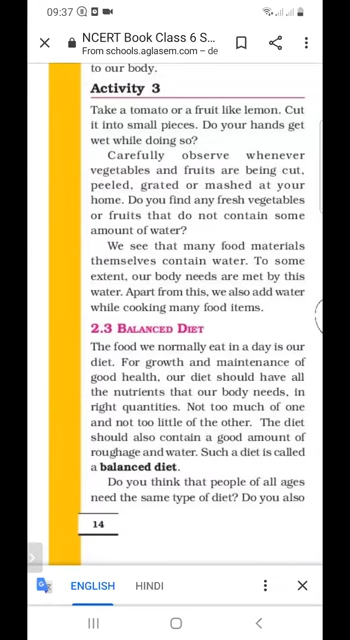 09:37
NCERT Book Class 6 S...
From schools.aglasem.com – de
to our body.
Activity 3
Take a tomato or a fruit like lemon. Cut
it into small pieces. Do your hands get
wet while doing so?
Carefully observe whenever
vegetables and fruits are being cut,
peeled, grated or mashed at your
home. Do you find any fresh vegetables
or fruits that do not contain some
amount of water?
We see that many food materials
themselves contain water. To some
extent, our body needs are met by this
water. Apart from this, we also add water
while cooking many food items.
2.3 BALANCED DIET
The food we normally eat in a day is our
diet. For growth and maintenance of
good health, our diet should have all
the nutrients that our body needs, in
right quantities. Not too much of one
and not too little of the other. The diet
should also contain a good amount of
roughage and water. Such a diet is called
a balanced diet.
Do you think that people of all ages
need the same type of diet? Do you also
14
ENGLISH HINDI